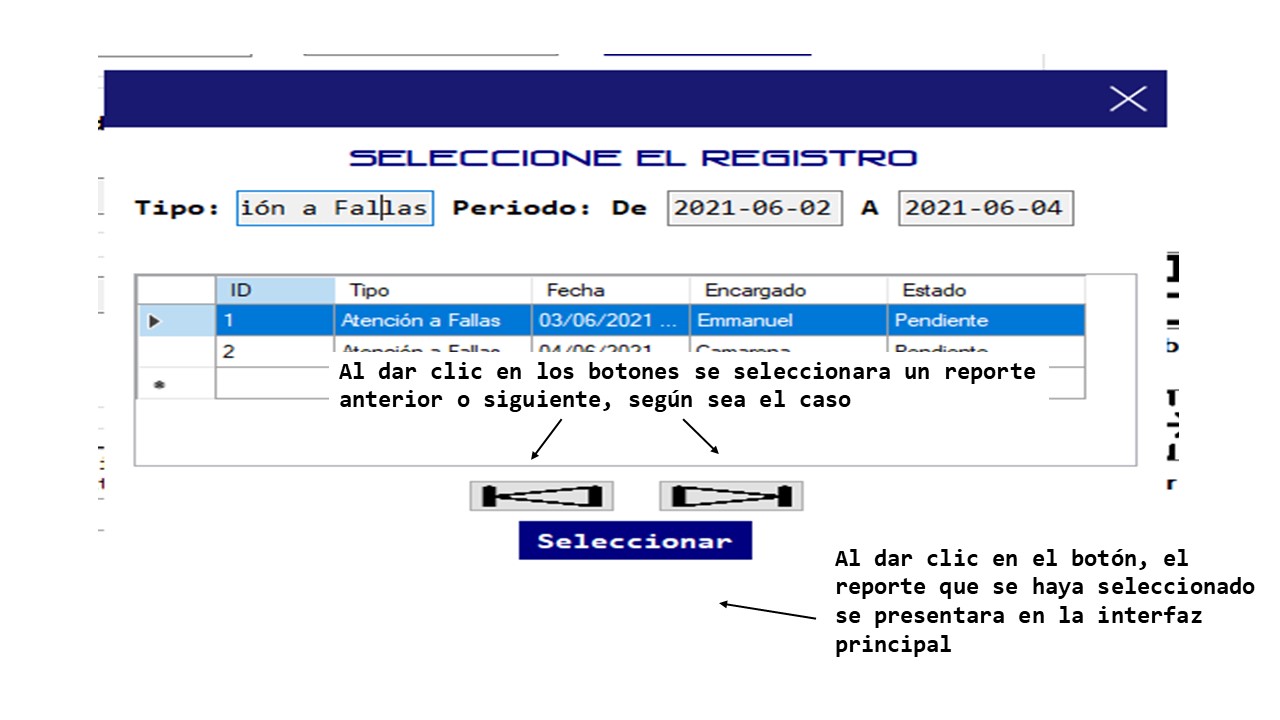 SELECCIONE EL REGISTRO
Tipo: ión a Fallas Periodo: De 2021-06-02 A 2021-06-04
ID Tipo Fecha Encargado Estado
1 Atención a Fallas 03/06/2021 ... Emmanuel Pendiente
2 Atención a Fallas 04/06/2021 Camarena Pendiente
Al dar clic en los botones se seleccionara un reporte
anterior o siguiente, según sea el caso
Seleccionar
Al dar clic en el botón, el
reporte que se haya seleccionado
se presentara en la interfaz
principal